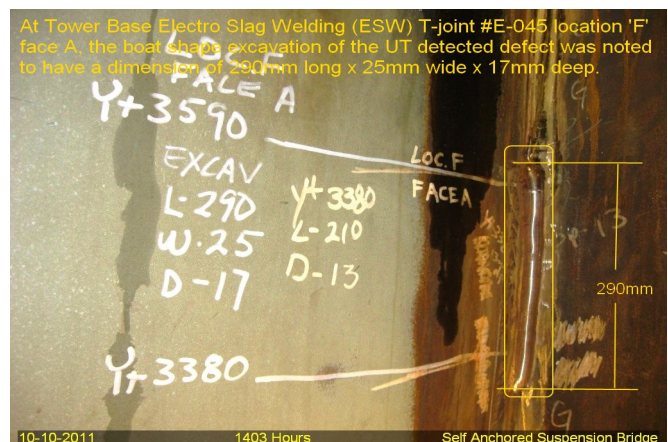 At Tower Base Electro Slag Welding (ESW) T-joint #E-045 location 'F'
face A, the boat shape excavation of the UT detected defect was noted
to have a dimension of 290mm long x 25mm wide x 17mm deep.
LOC.F
FACE A
Y+3590
EXCAV
L-290
W-25
D-17
Y+3380
L-210
D-13
LOC.F
FACEA
290mm
Y+3380
G
G
10-10-2011
1403 Hours
Self Anchored Suspension Bridge